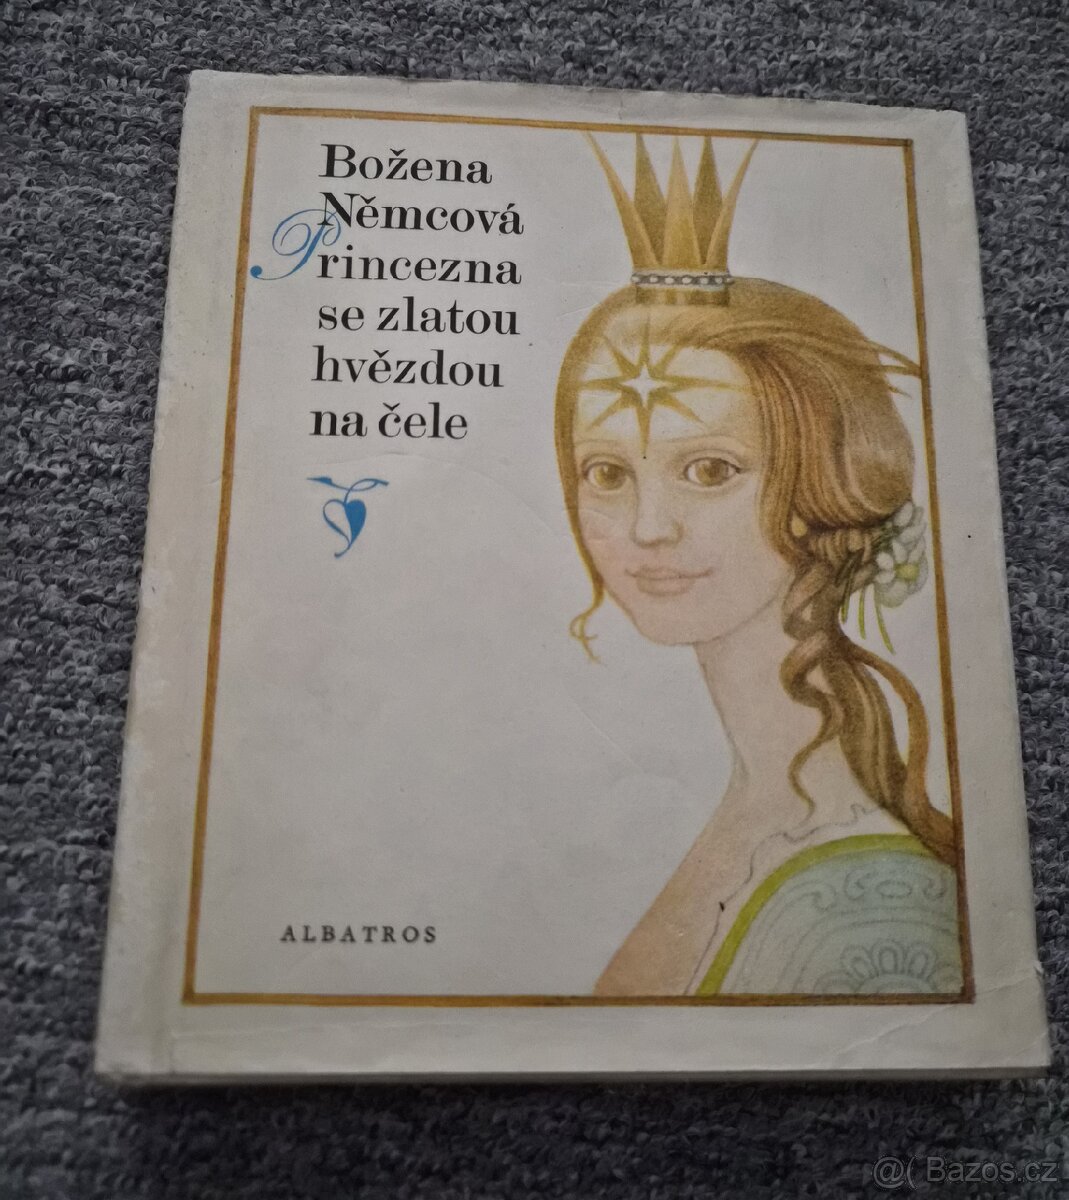 Božena
Němcová
Princezna
se zlatou
hvězdou
na čele
ALBATROS
@( Bazos.cz